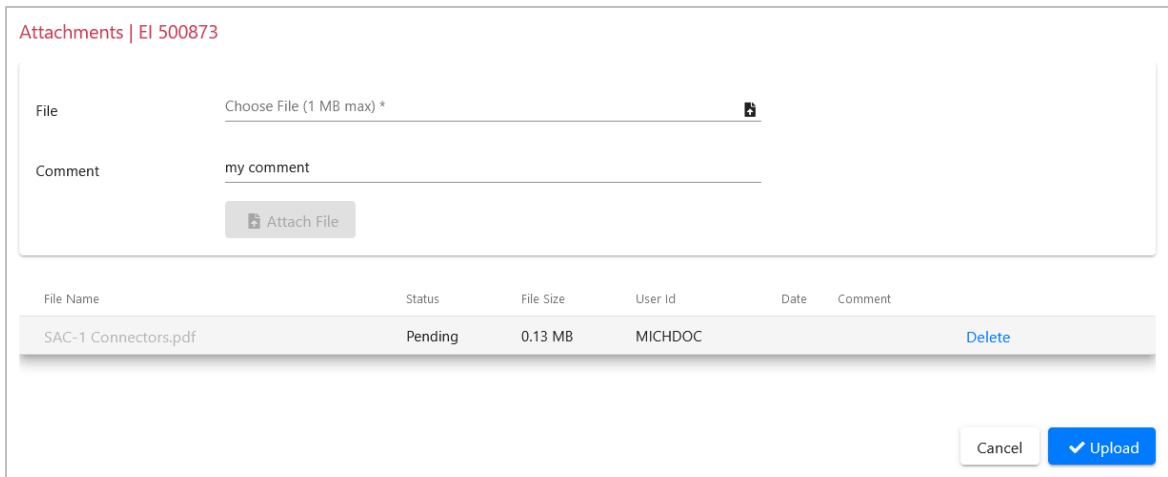 Attachments | EI 500873
File Choose File (1 MB max) *
Comment my comment
Attach File
File Name Status File Size User Id Date Comment
SAC-1 Connectors.pdf Pending 0.13 MB MICHDOC Delete
Cancel Upload